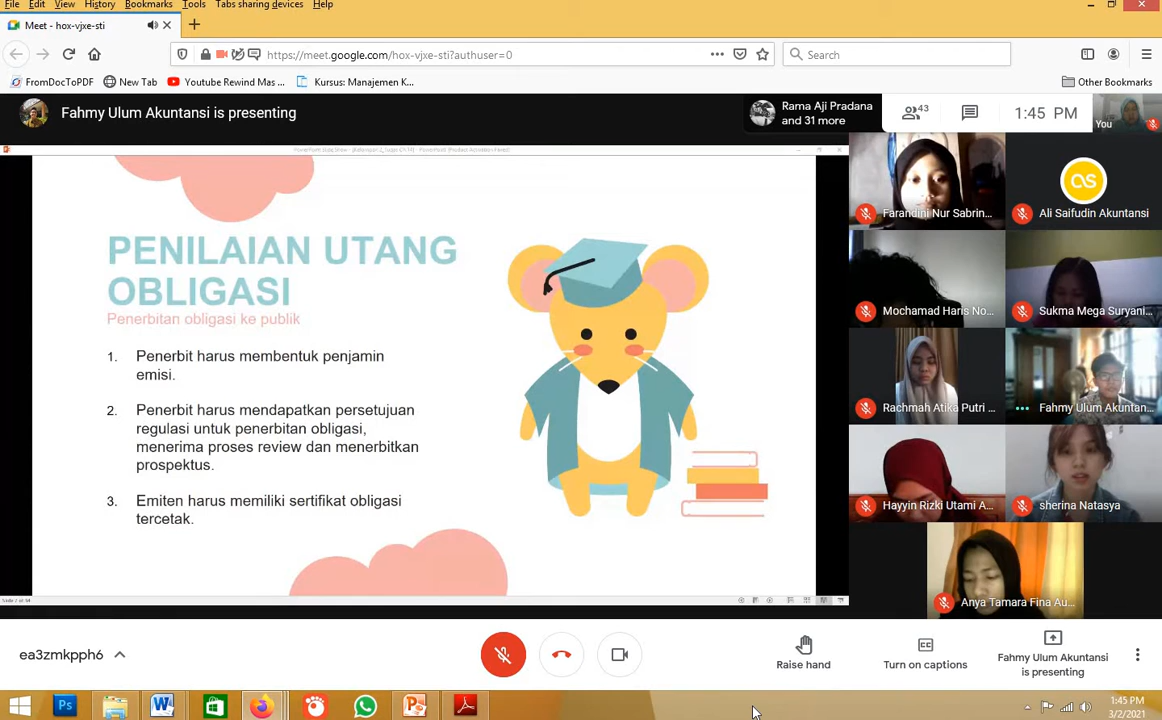 File Edit View History Bookmarks Tools Tabs sharing devices Help
Meet - hox-vjxe-sti
https://meet.google.com/hox-vjxe-sti?authuser=0
Search
FromDocToPDF New Tab Youtube Rewind Mas ... Kursus: Manajemen K... Other Bookmarks
Fahmy Ulum Akuntansi is presenting
Rama Aji Pradana
and 31 more
43
1:45 PM
You
PENILAIAN UTANG
OBLIGASI
Penerbitan obligasi ke publik
1. Penerbit harus membentuk penjamin
emisi.
2. Penerbit harus mendapatkan persetujuan
regulasi untuk penerbitan obligasi,
menerima proses review dan menerbitkan
prospektus.
3. Emiten harus memiliki sertifikat obligasi
tercetak.
Farandini Nur Sabrin...
Ali Saifudin Akuntansi
Mochamad Haris No...
Sukma Mega Suryani...
Rachmah Atika Putri ...
Fahmy Ulum Akuntan...
Hayyin Rizki Utami A...
sherina Natasya
Anya Tamara Fina Au...
ea3zmkpph6
Raise hand
Turn on captions
Fahmy Ulum Akuntansi
is presenting
Ps
1:45 PM
3/2/2021